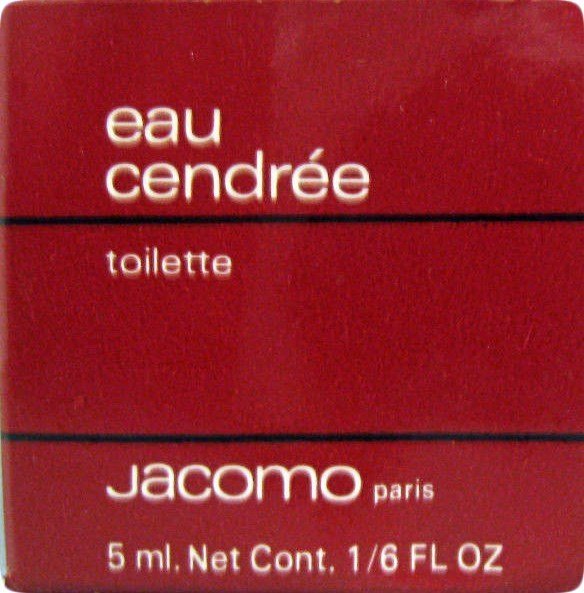 eau
cendrée
toilette
Jacomo paris
5 ml. Net Cont. 1/6 FL OZ